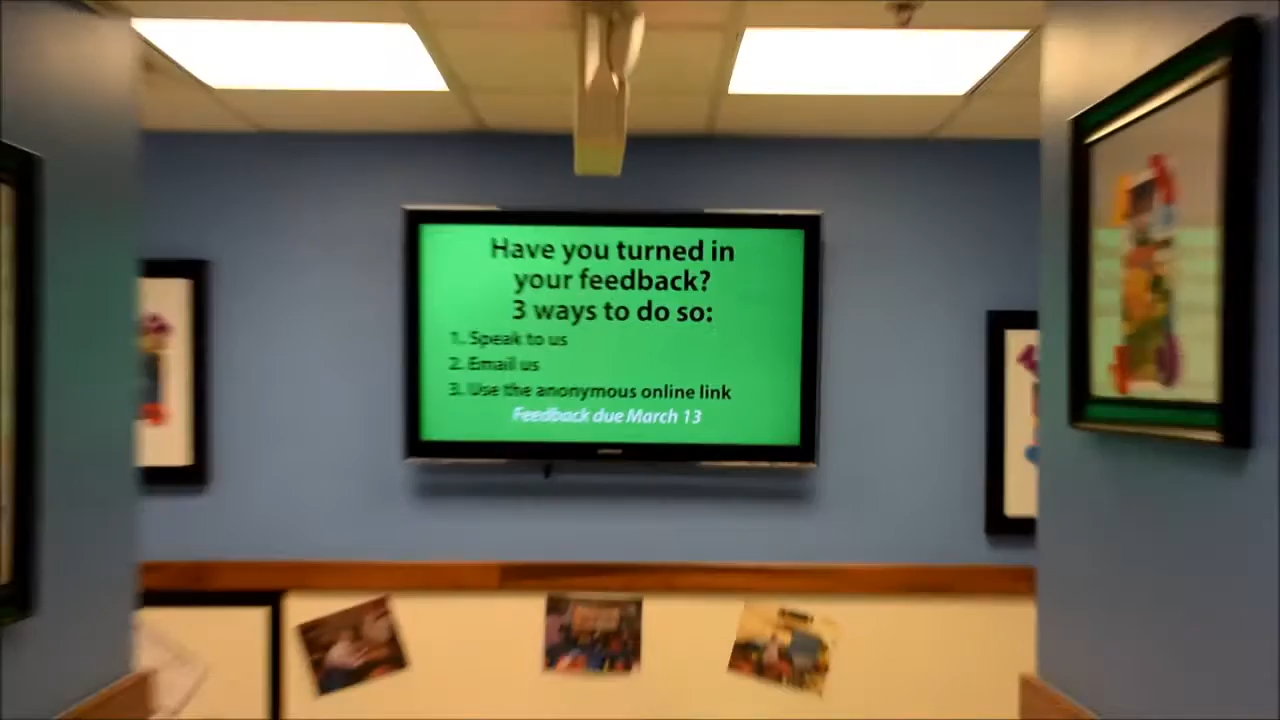 Have you turned in
your feedback?
3 ways to do so:
1. Speak to us
2. Email us
3. Use the anonymous online link
Feedback due March 13